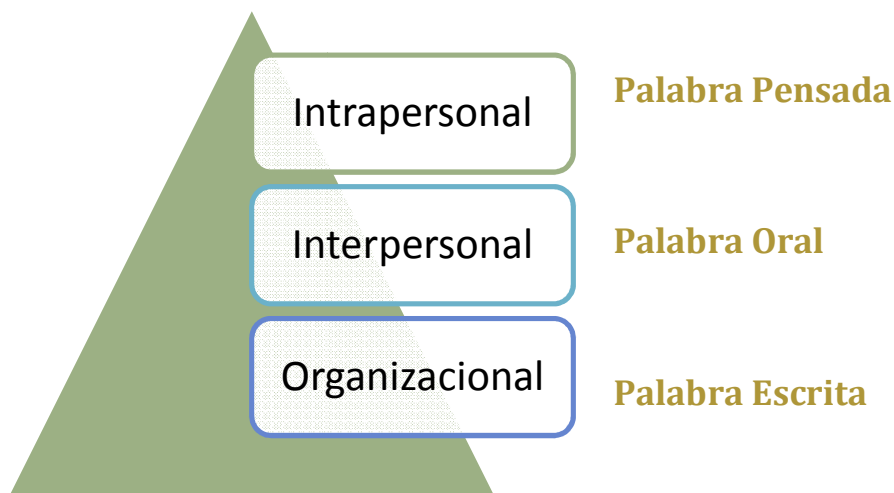 Intrapersonal
Palabra Pensada
Interpersonal
Palabra Oral
Organizacional
Palabra Escrita